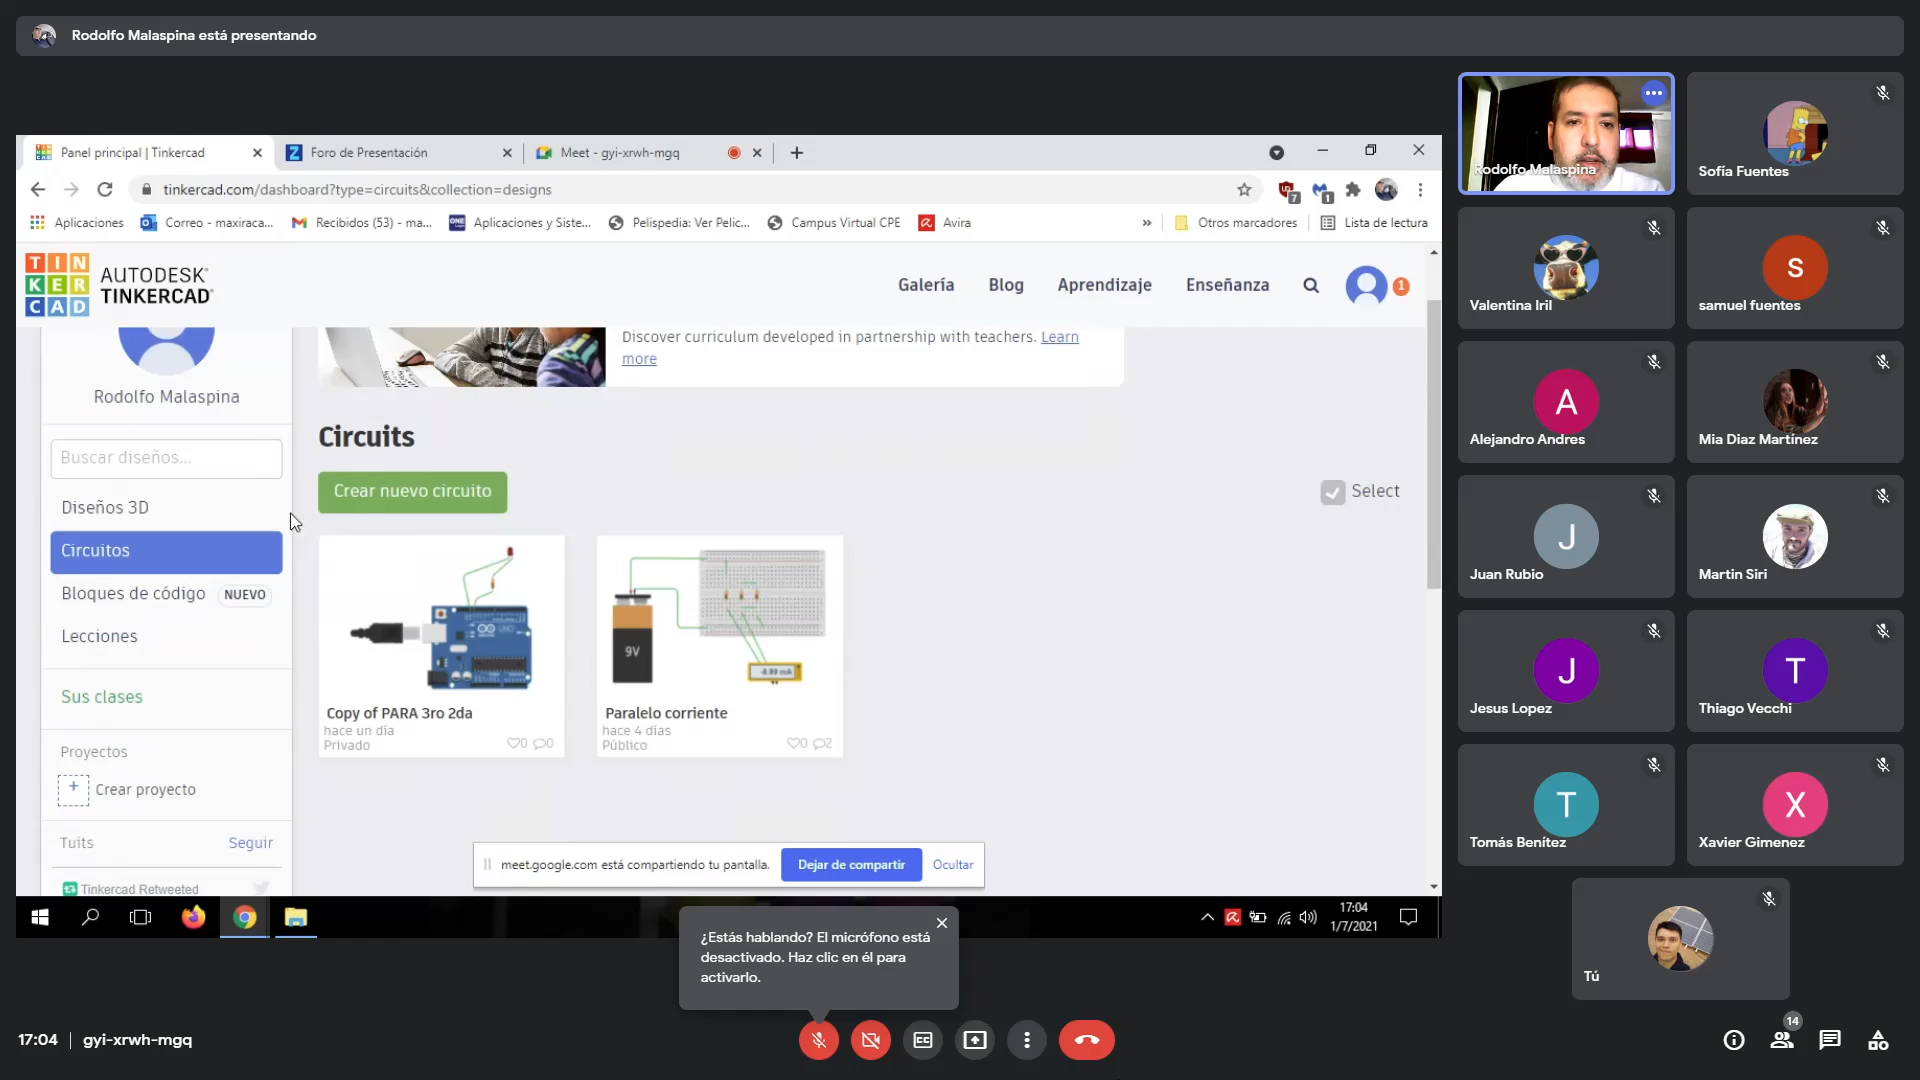 Rodolfo Malaspina está presentando
Panel principal | Tinkercad
Foro de Presentación
Meet - gyi-xrwh-mgq
tinkercad.com/dashboard?type=circuits&collection=designs
7
1
Aplicaciones
Correo - maxiraca...
Recibidos (53) - ma...
ONE
Aplicaciones y Siste...
Pelispedia: Ver Pelic...
Campus Virtual CPE
Avira
»
Otros marcadores
Lista de lectura
TIN
KER
CAD
AUTODESK®
TINKERCAD®
Galería
Blog
Aprendizaje
Enseñanza
1
Discover curriculum developed in partnership with teachers. Learn
more
Rodolfo Malaspina
Buscar diseños...
Diseños 3D
Circuitos
Bloques de código NUEVO
Lecciones
Sus clases
Proyectos
+ Crear proyecto
Tuits
Seguir
Tinkercad Retweeted
Circuits
Crear nuevo circuito
Select
Copy of PARA 3ro 2da
hace un día
Privado
0 0
9V
Paralelo corriente
hace 4 días
Público
0 2
meet.google.com está compartiendo tu pantalla.
Dejar de compartir
Ocultar
17:04
1/7/2021
¿Estás hablando? El micrófono está
desactivado. Haz clic en él para
activarlo.
17:04 | gyi-xrwh-mgq
14
Rodolfo Malaspina
Sofía Fuentes
Valentina Iril
S
samuel fuentes
A
Alejandro Andres
Mia Diaz Martínez
J
Juan Rubio
Martin Siri
J
Jesus Lopez
T
Thiago Vecchi
T
Tomás Benítez
X
Xavier Gimenez
Tú